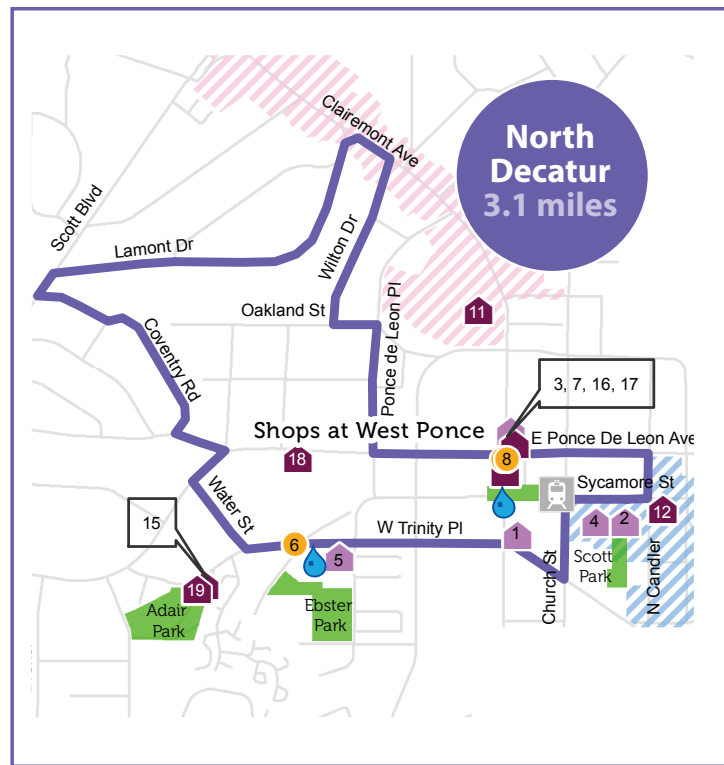 North
Decatur
3.1 miles
Clairemont Ave
Scott Blvd
Lamont Dr
Wilton Dr
Oakland St
Ponce de Leon Pl
11
Coventry Rd
3, 7, 16, 17
Shops at West Ponce
E Ponce De Leon Ave
8
18
Sycamore St
Water St
15
W Trinity Pl
6
5
1
4
2
12
19
Adair
Park
Ebster
Park
Church St
Scott
Park
N Candler